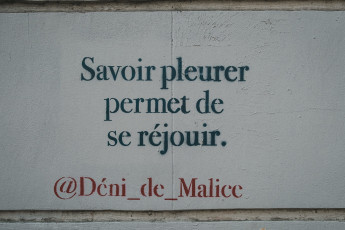 Savoir pleurer
permet de
se réjouir.
@Déni_de_Malice